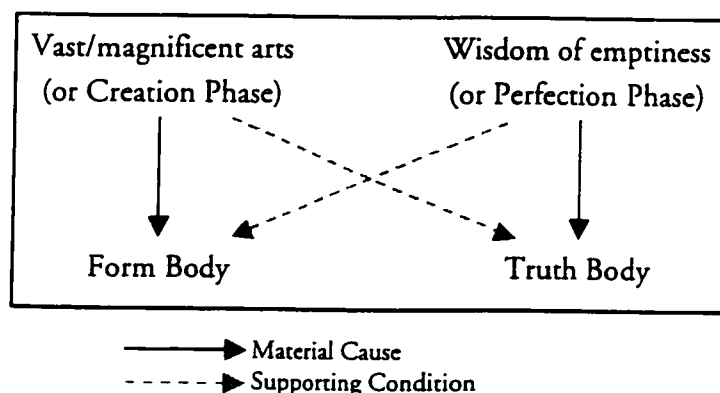 Vast/magnificent arts
(or Creation Phase)
Wisdom of emptiness
(or Perfection Phase)
Form Body
Truth Body
Material Cause
Supporting Condition